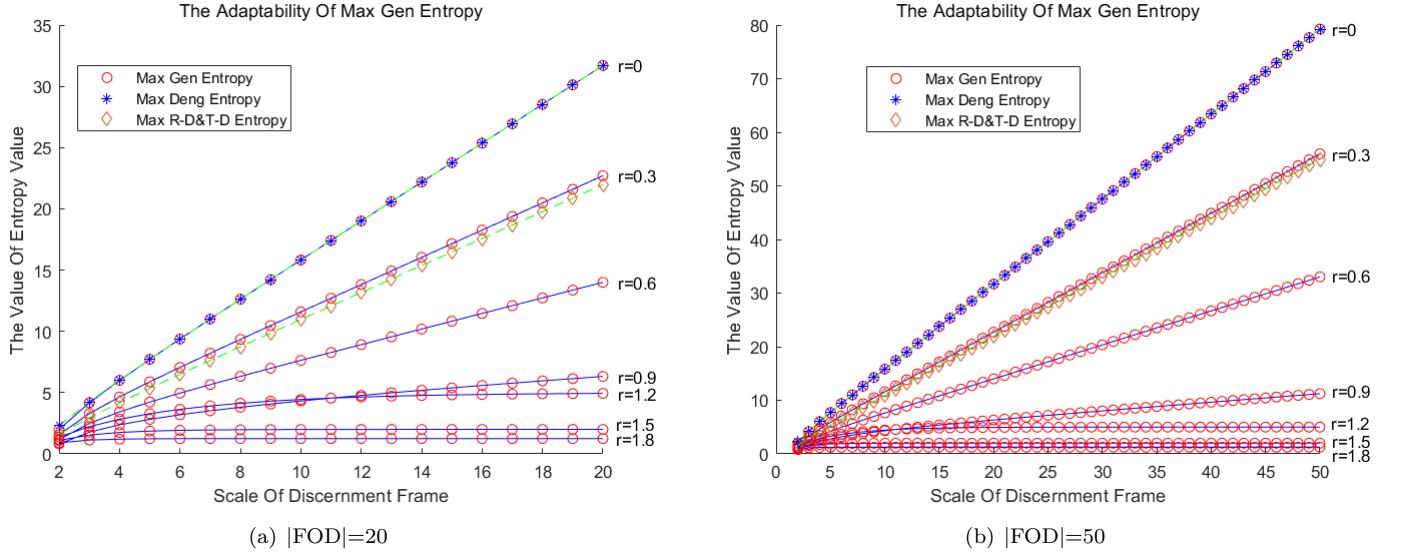 The Adaptability Of Max Gen Entropy
35
30
25
20
15
10
5
0
The Value Of Entropy Value
Max Gen Entropy
Max Deng Entropy
Max R-D&T-D Entropy
r=0
r=0.3
r=0.6
r=0.9
r=1.2
r=1.5
r=1.8
2 4 6 8 10 12 14 16 18 20
Scale Of Discernment Frame
(a) |FOD|=20
The Adaptability Of Max Gen Entropy
80
70
60
50
40
30
20
10
0
The Value Of Entropy Value
Max Gen Entropy
Max Deng Entropy
Max R-D&T-D Entropy
r=0
r=0.3
r=0.6
r=0.9
r=1.2
r=1.5
r=1.8
0 5 10 15 20 25 30 35 40 45 50
Scale Of Discernment Frame
(b) |FOD|=50